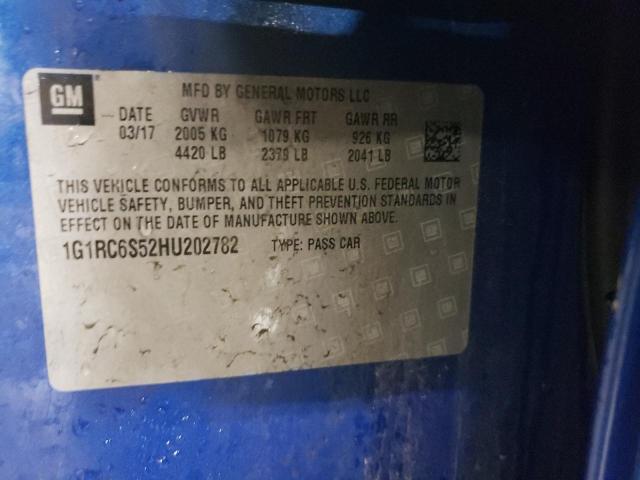 GM
MFD BY GENERAL MOTORS LLC
DATE GVWR GAWR FRT GAWR RR
03/17 2005 KG 1079 KG 926 KG
4420 LB 2379 LB 2041 LB
THIS VEHICLE CONFORMS TO ALL APPLICABLE U.S. FEDERAL MOTOR
VEHICLE SAFETY, BUMPER, AND THEFT PREVENTION STANDARDS IN
EFFECT ON THE DATE OF MANUFACTURE SHOWN ABOVE.
1G1RC6S52HU202782 TYPE: PASS CAR